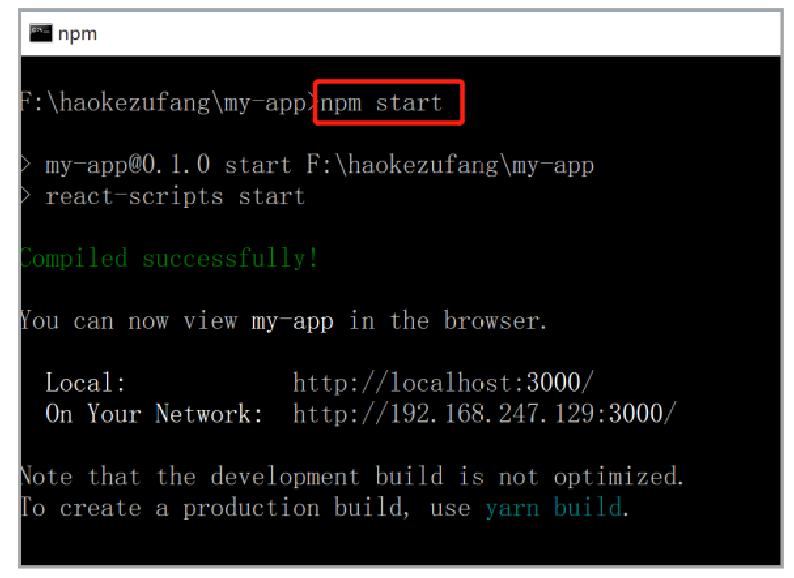 npm
F:\haokezufang\my-app>npm start
> my-app@0.1.0 start F:\haokezufang\my-app
> react-scripts start
Compiled successfully!
You can now view my-app in the browser.
Local: http://localhost:3000/
On Your Network: http://192.168.247.129:3000/
Note that the development build is not optimized.
To create a production build, use yarn build.